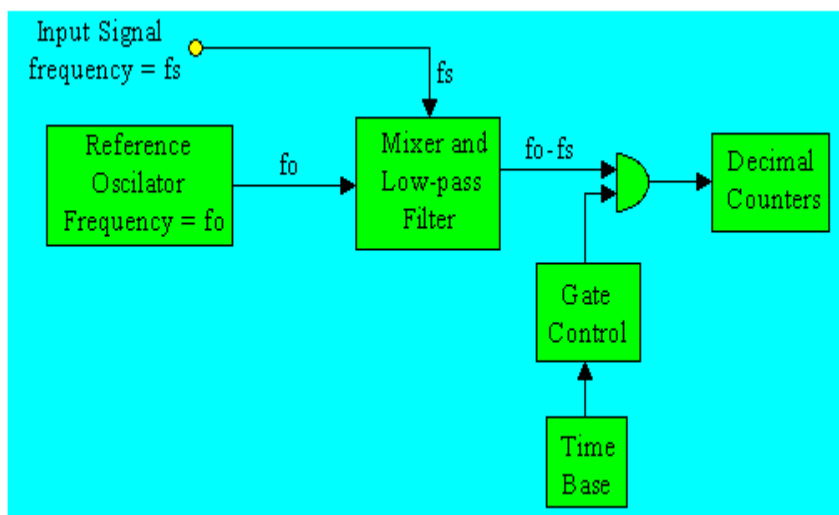 Input Signal
frequency = fs
fs
Reference
Oscilator
Frequency = fo
fo
Mixer and
Low-pass
Filter
fo-fs
Decimal
Counters
Gate
Control
Time
Base